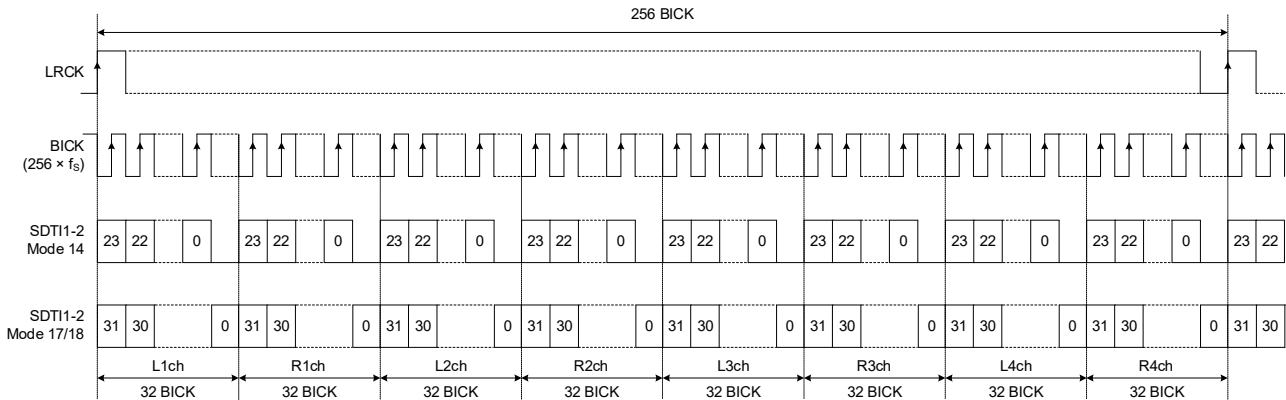 256 BICK
LRCK
BICK
(256 × fS)
SDTI1-2
Mode 14
23 22 0 23 22 0 23 22 0 23 22 0 23 22 0 23 22 0 23 22 0 23 22 0 23 22
SDTI1-2
Mode 17/18
31 30 0 31 30 0 31 30 0 31 30 0 31 30 0 31 30 0 31 30 0 31 30 0 31 30
L1ch R1ch L2ch R2ch L3ch R3ch L4ch R4ch
32 BICK 32 BICK 32 BICK 32 BICK 32 BICK 32 BICK 32 BICK 32 BICK